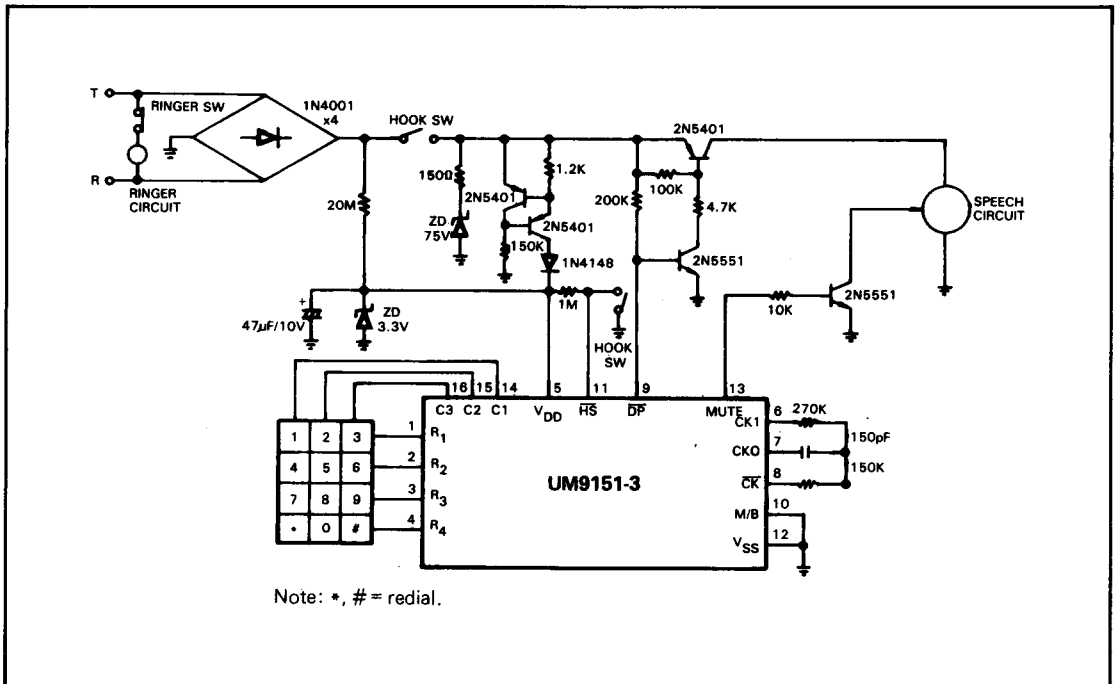 T
RINGER SW
R
RINGER
CIRCUIT
1N4001
x4
HOOK SW
20M
150Ω
ZD
75V
2N5401
1.2K
2N5401
150K
1N4148
2N5401
100K
200K
4.7K
2N5551
SPEECH
CIRCUIT
10K
2N5551
+
47µF/10V
ZD
3.3V
1M
HOOK
SW
16 15 14 5 11 9 13
C3 C2 C1 VDD HS DP MUTE
1 2 3
4 5 6
7 8 9
* 0 #
1 R1
2 R2
3 R3
4 R4
UM9151-3
CK1 6 270K
CKO 7 150pF
CK 8 150K
M/B 10
VSS 12
Note: *, # = redial.